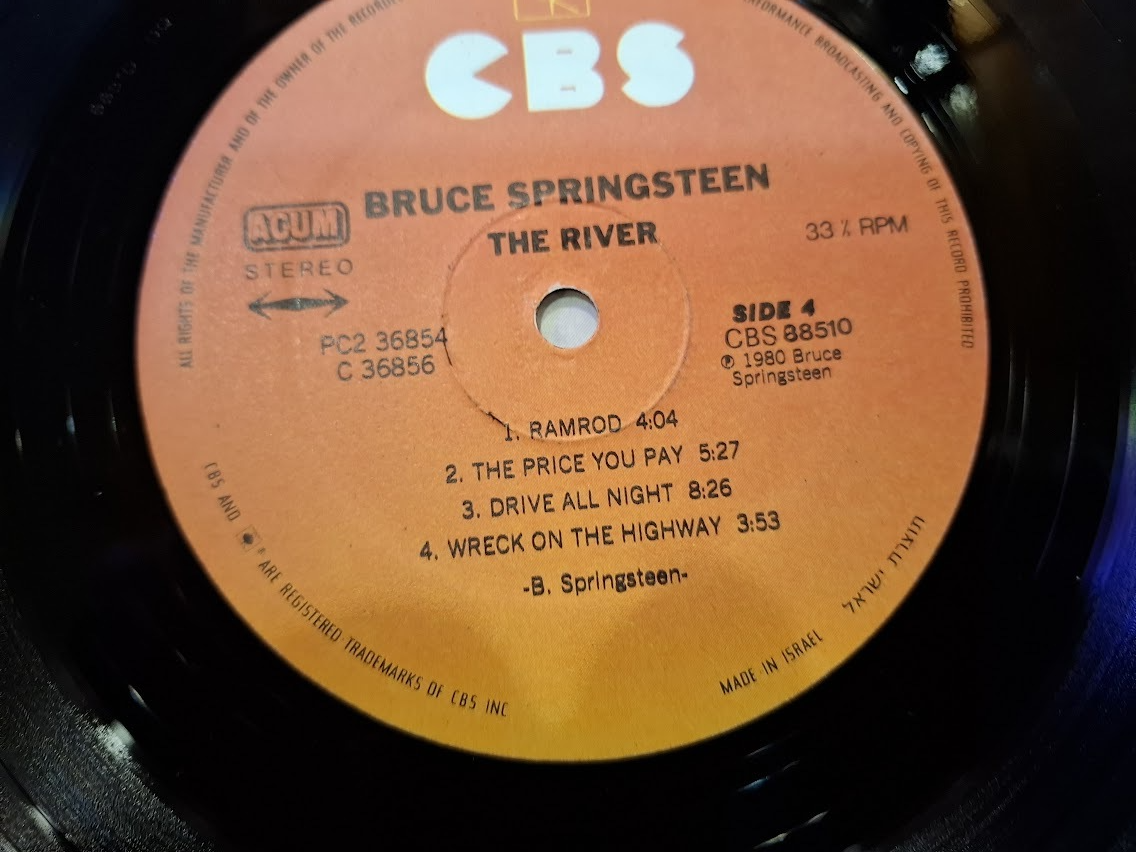 CBS
ALL RIGHTS OF THE MANUFACTURER AND OF THE OWNER OF THE RECORDED
PERFORMANCE BROADCASTING AND COPYING OF THIS RECORD PROHIBITED
BRUCE SPRINGSTEEN
THE RIVER
ACUM
STEREO
33 ⅓ RPM
PC2 36854
C 36856
SIDE 4
CBS 88510
℗ 1980 Bruce
Springsteen
1. RAMROD 4:04
2. THE PRICE YOU PAY 5:27
3. DRIVE ALL NIGHT 8:26
4. WRECK ON THE HIGHWAY 3:53
-B. Springsteen-
CBS AND ® ARE REGISTERED TRADEMARKS OF CBS INC
MADE IN ISRAEL
תוצרת ישראל